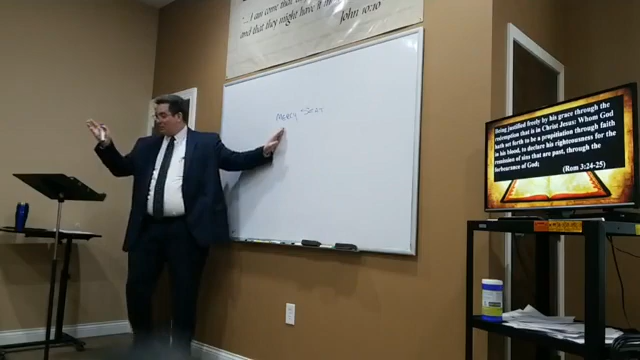 "...I am come that they might have it m
and that they might have it m
John 10:10
Mercy Seat
Being justified freely by his grace through the
redemption that is in Christ Jesus: Whom God
hath set forth to be a propitiation through faith
in his blood, to declare his righteousness for the
remission of sins that are past, through the
forbearance of God;
(Rom 3:24-25)